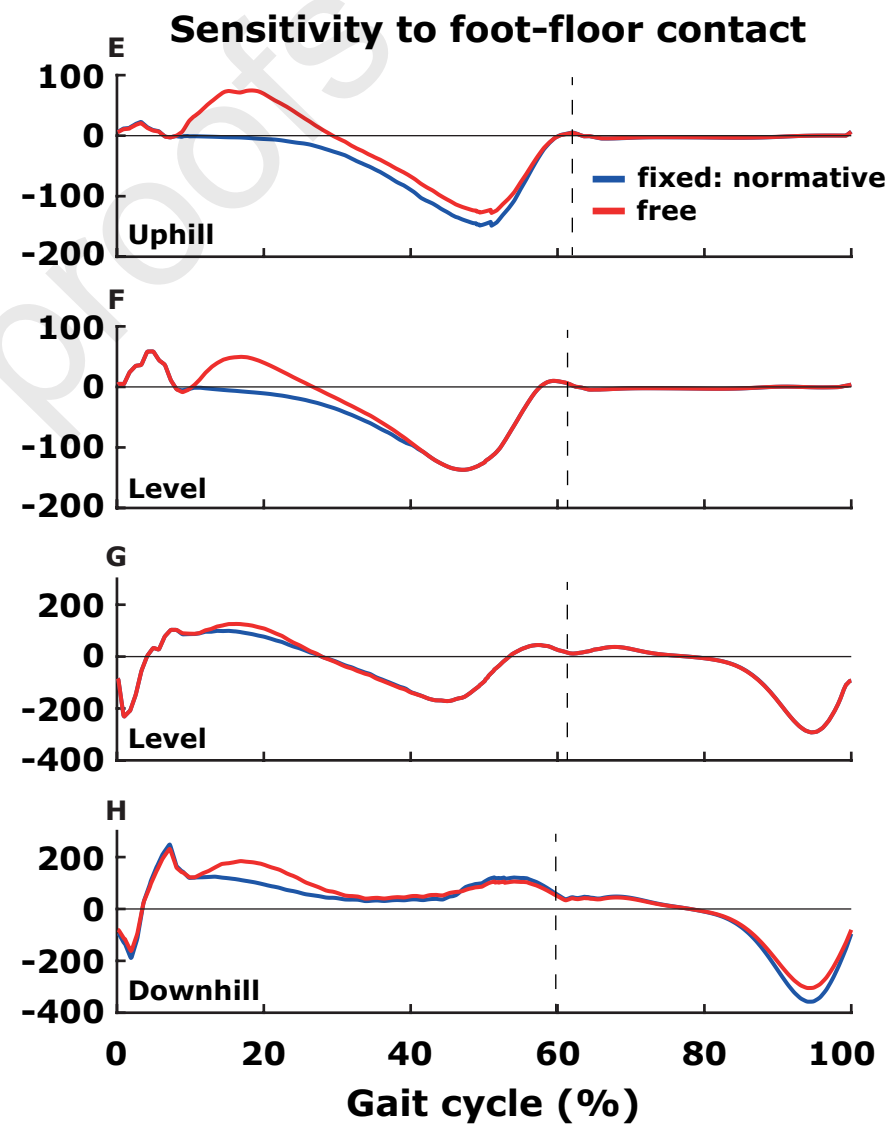 Sensitivity to foot-floor contact
E
100
0
-100
-200
fixed: normative
free
Uphill
F
100
0
-100
-200
Level
G
200
0
-200
-400
Level
H
200
0
-200
-400
Downhill
0 20 40 60 80 100
Gait cycle (%)
proofs